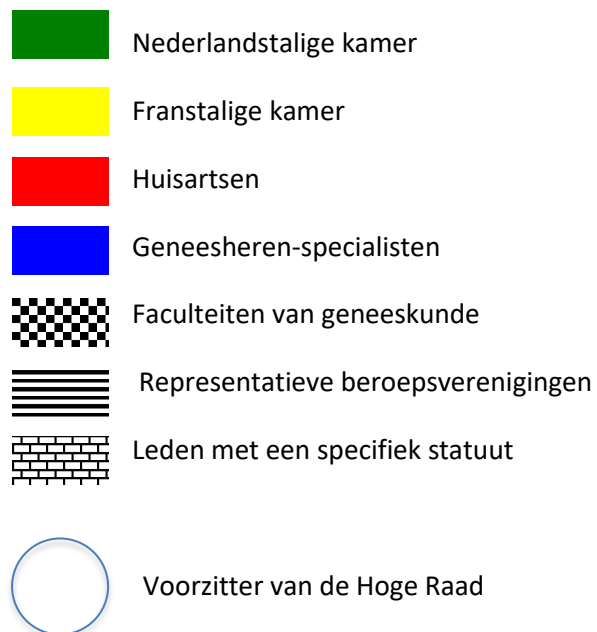 Nederlandstalige kamer
Franstalige kamer
Huisartsen
Geneesheren-specialisten
Faculteiten van geneeskunde
Representatieve beroepsverenigingen
Leden met een specifiek statuut
Voorzitter van de Hoge Raad